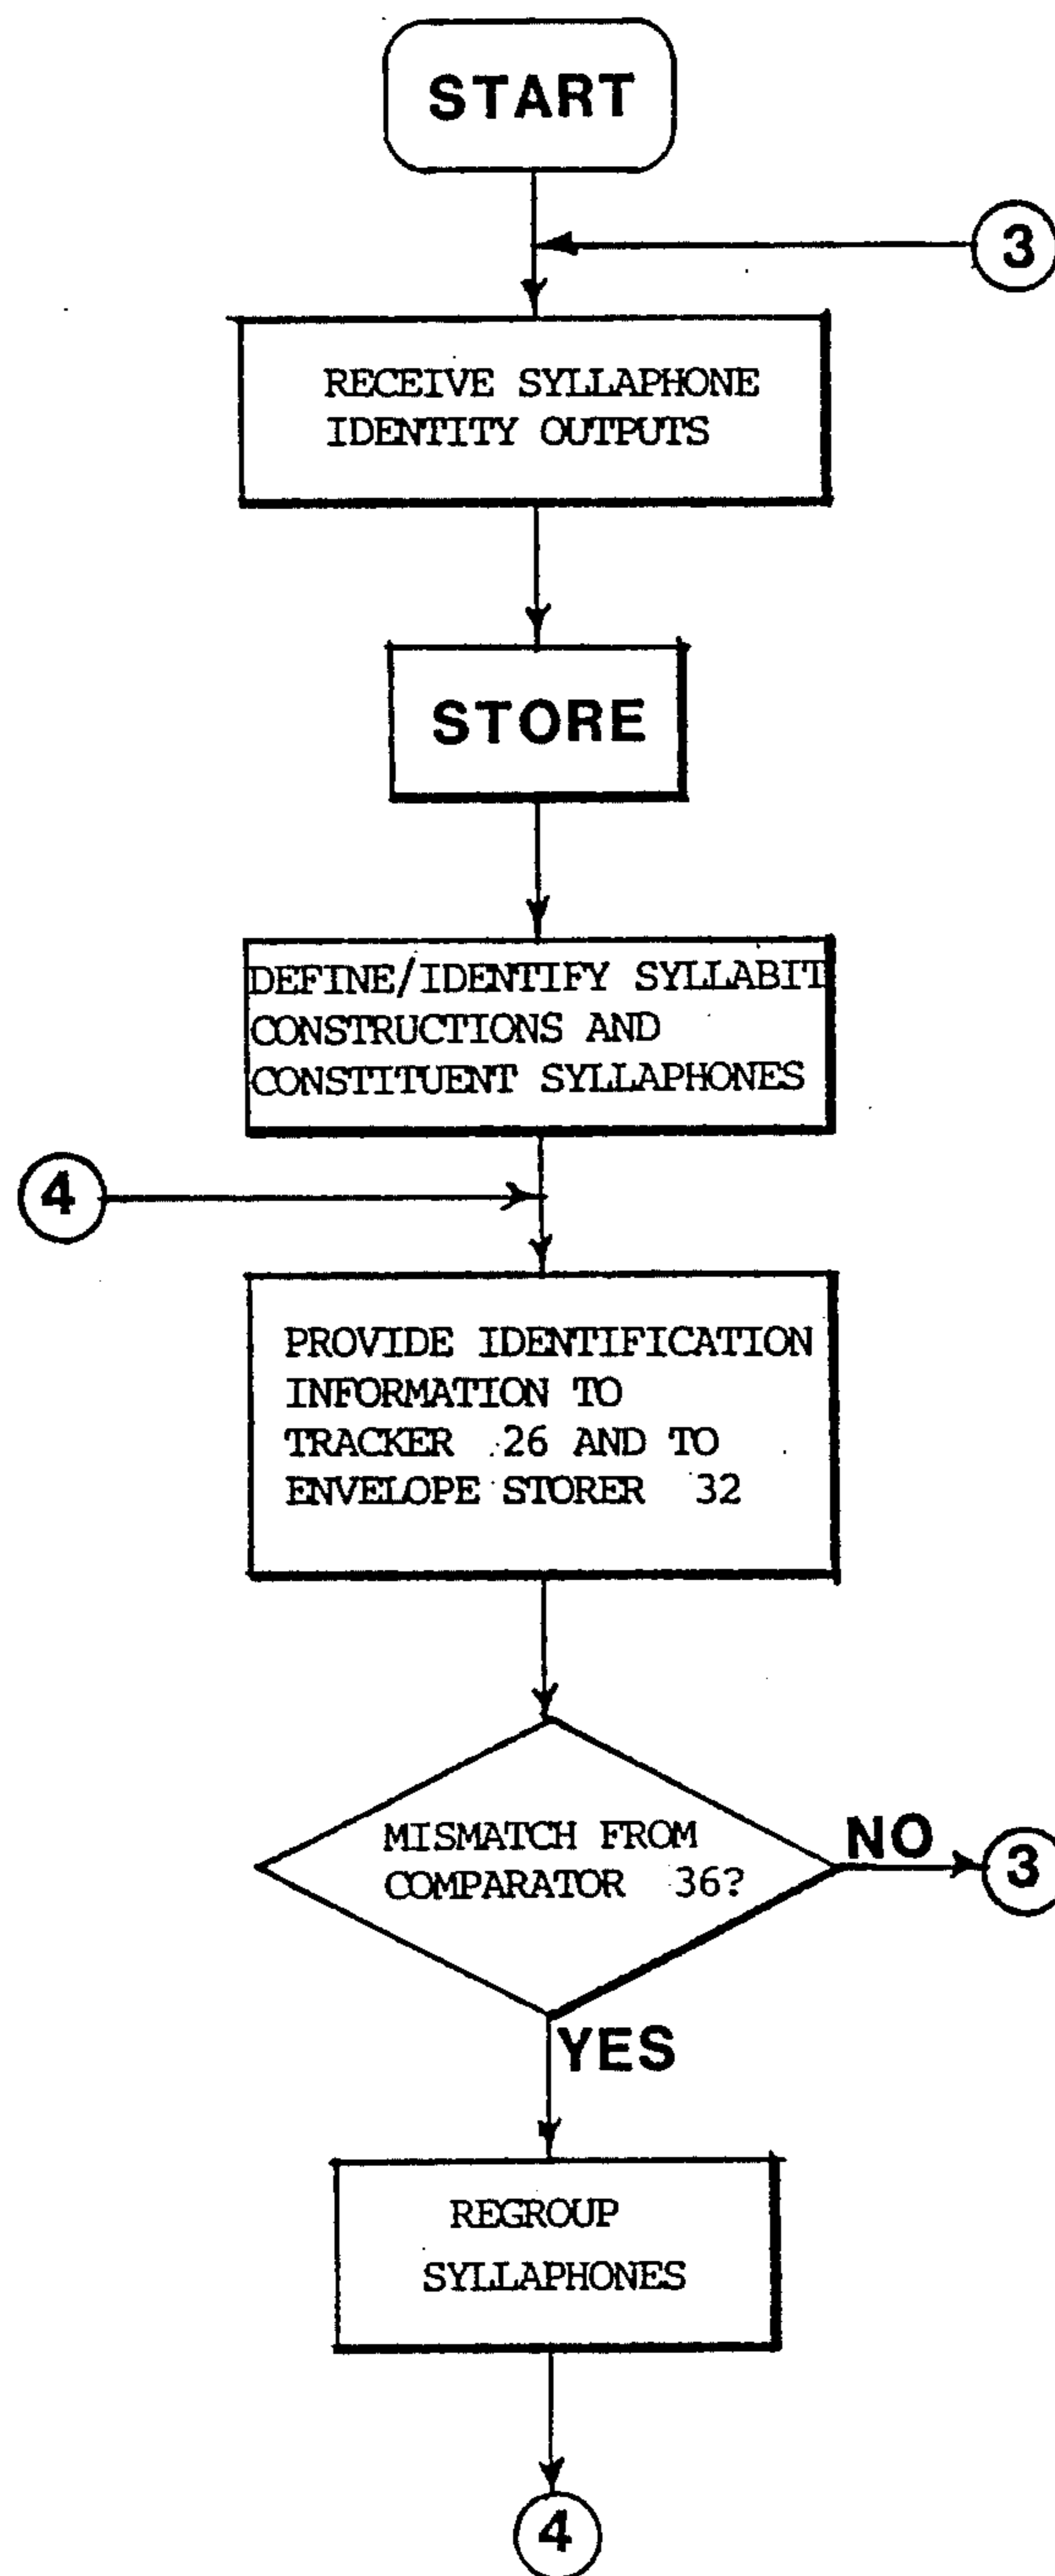 START
3
RECEIVE SYLLAPHONE
IDENTITY OUTPUTS
STORE
DEFINE/IDENTIFY SYLLABIT
CONSTRUCTIONS AND
CONSTITUENT SYLLAPHONES
4
PROVIDE IDENTIFICATION
INFORMATION TO
TRACKER 26 AND TO
ENVELOPE STORER 32
MISMATCH FROM
COMPARATOR 36?
NO
3
YES
REGROUP
SYLLAPHONES
4